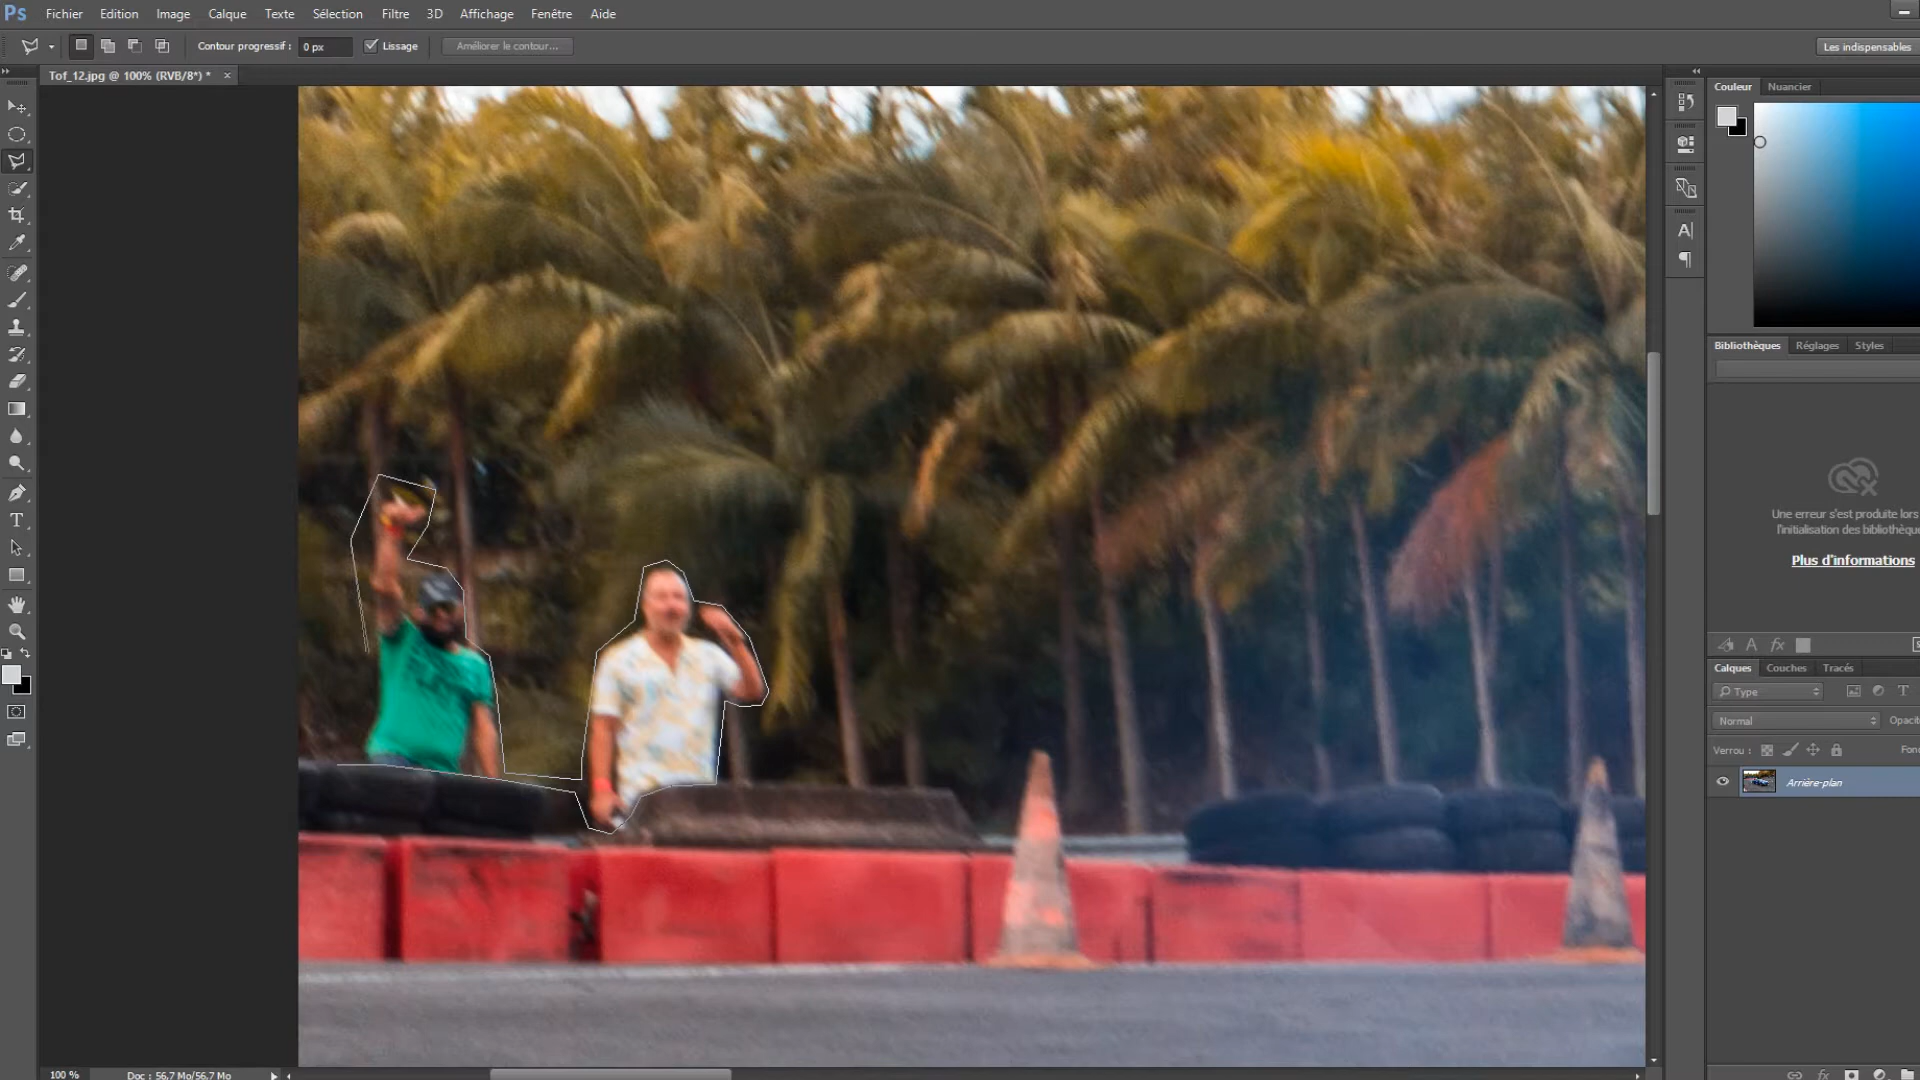 Ps Fichier Edition Image Calque Texte Sélection Filtre 3D Affichage Fenêtre Aide
Contour progressif : 0 px Lissage Améliorer le contour... Les indispensables
Tof_12.jpg @ 100% (RVB/8*) * ×
Couleur Nuancier
Bibliothèques Réglages Styles
Une erreur s'est produite lors
l'initialisation des bibliothèque
Plus d'informations
Calques Couches Tracés
Type
Normal Opacit
Verrou : Fond
Arrière-plan
100 % Doc : 56,7 Mo/56,7 Mo